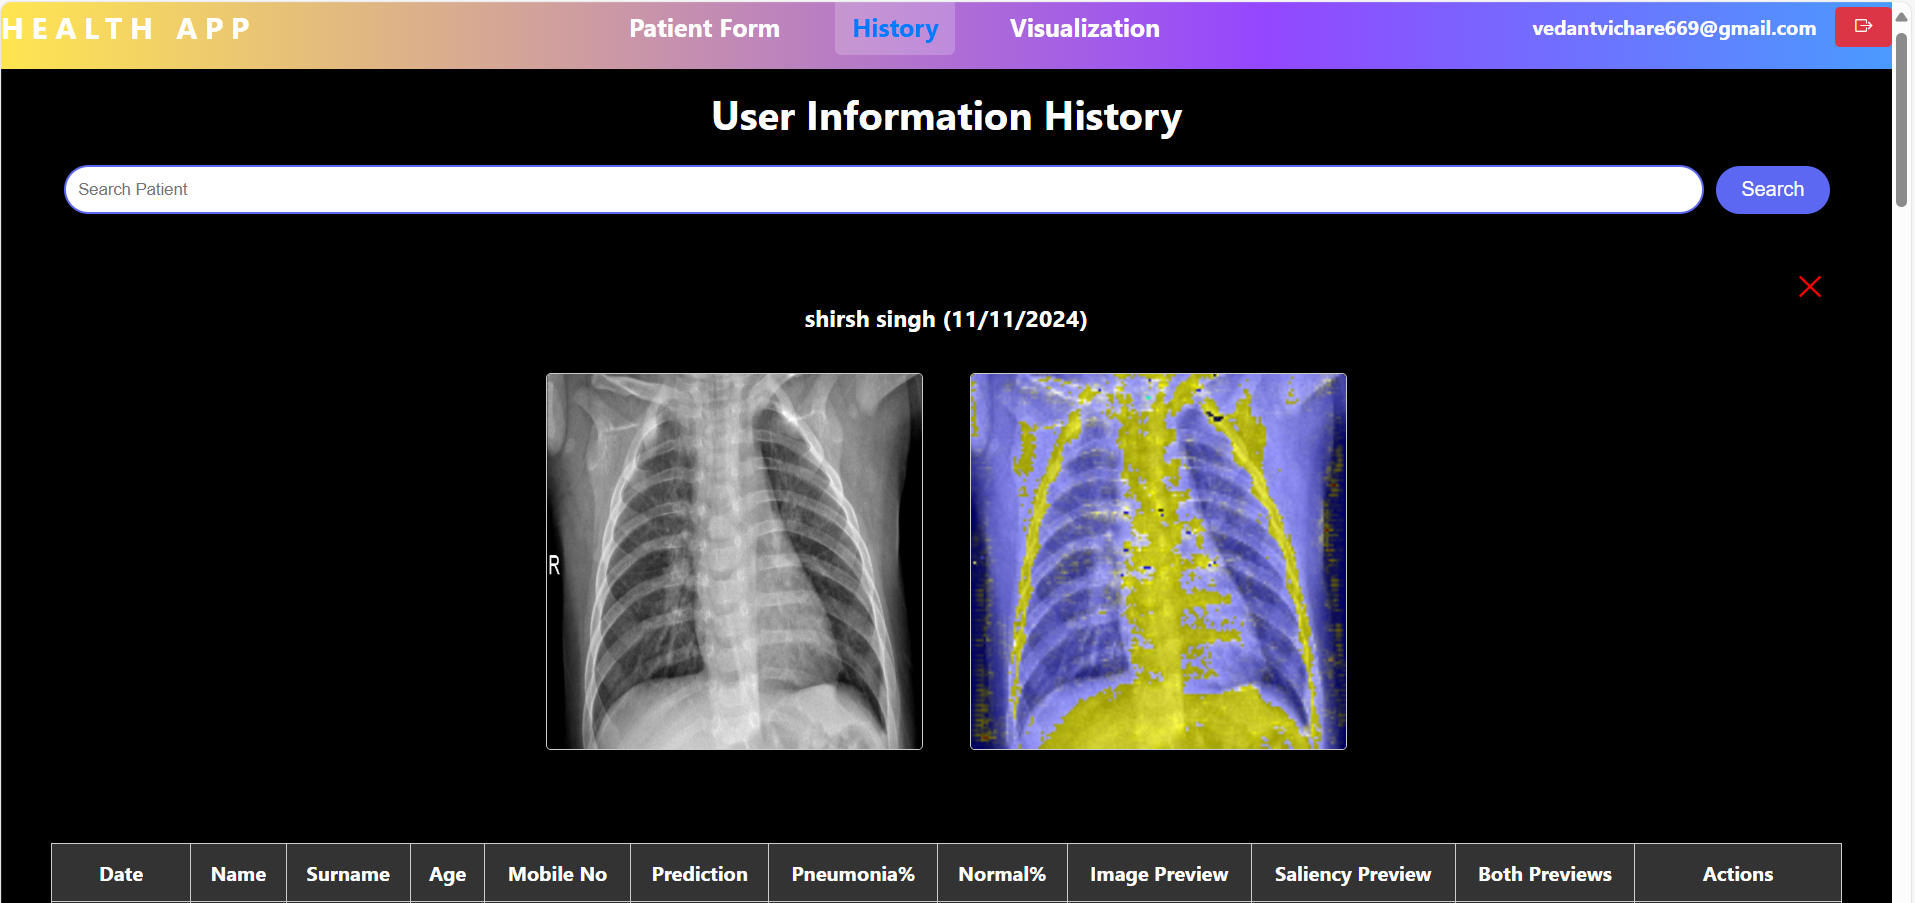 HEALTH APP
Patient Form
History
Visualization
vedantvichare669@gmail.com
User Information History
Search Patient
Search
shirsh singh (11/11/2024)
R
Date
Name
Surname
Age
Mobile No
Prediction
Pneumonia%
Normal%
Image Preview
Saliency Preview
Both Previews
Actions